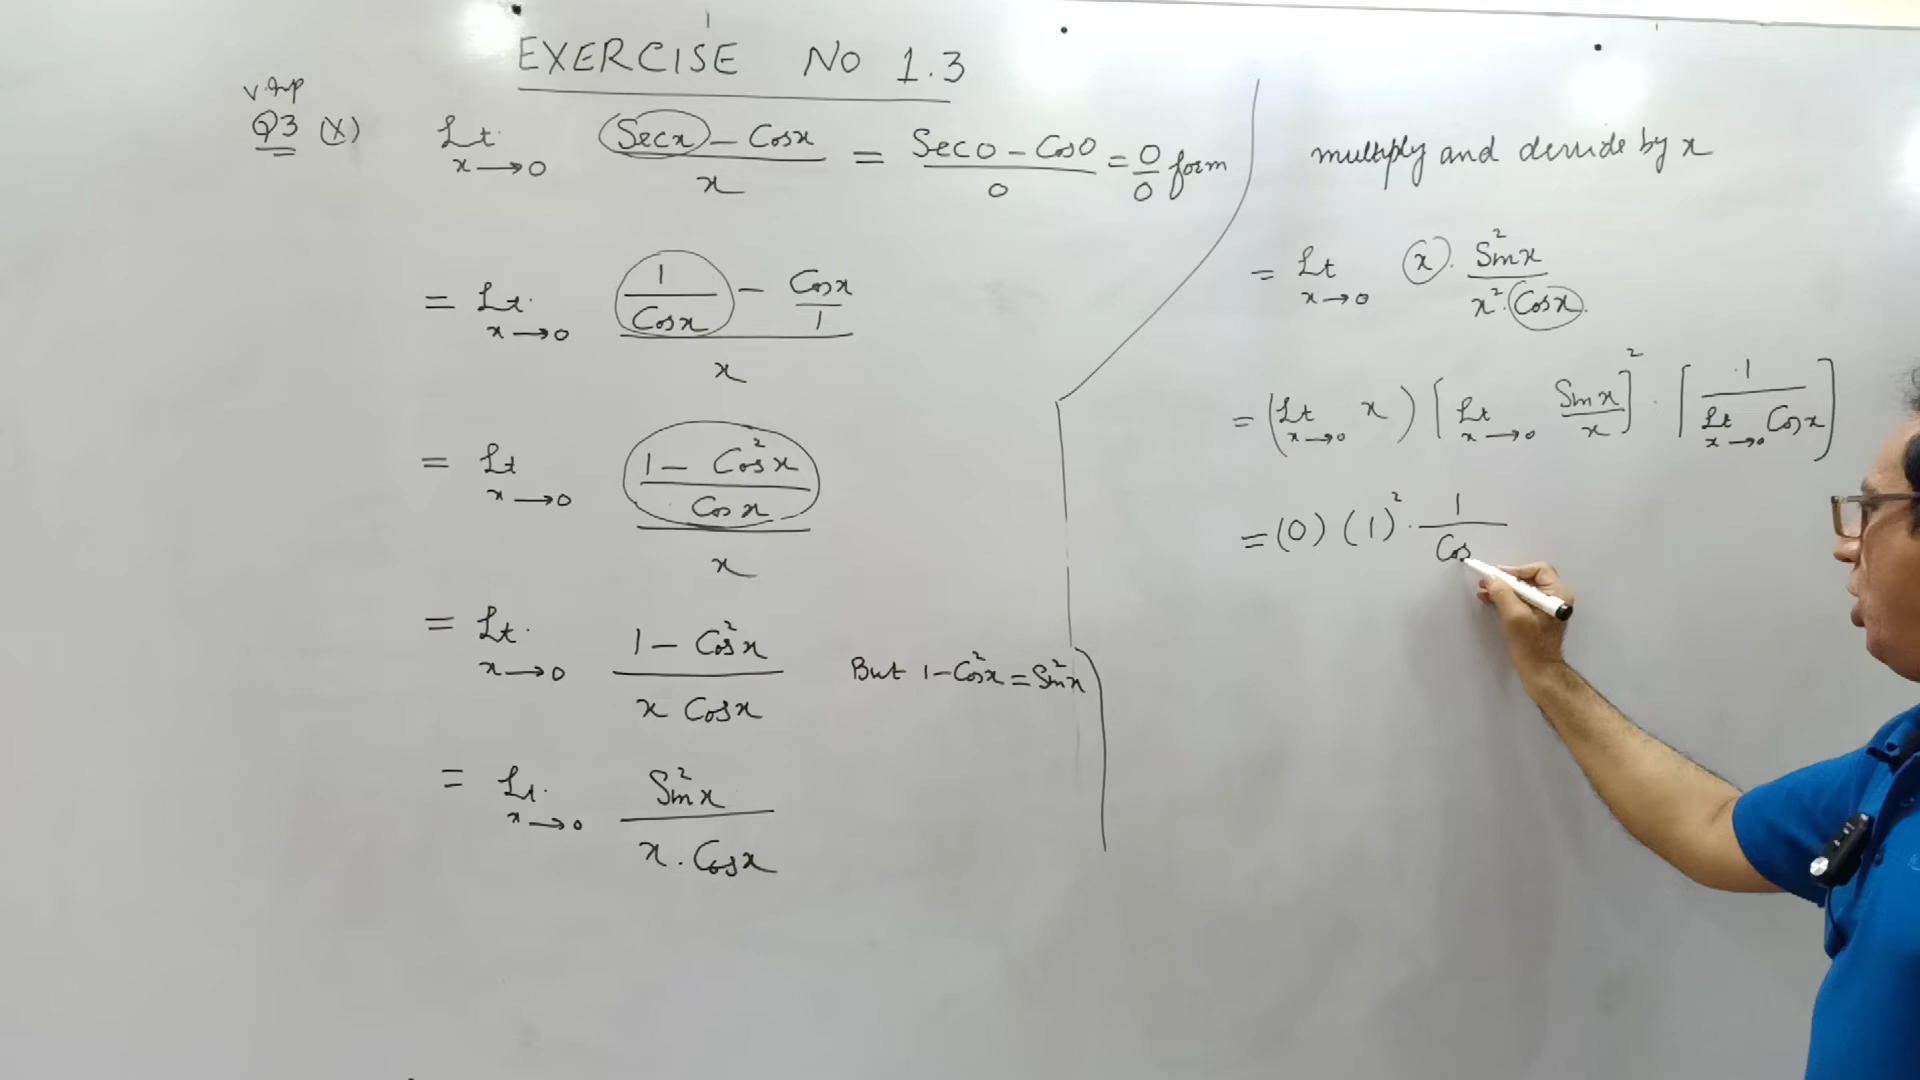 EXERCISE NO 1.3
v.Imp
Q3 (x) Lt x→0 (Secx - Cosx)/x = (Sec0 - Cos0)/0 = 0/0 form
= Lt x→0 (1/Cosx - Cosx/1)/x
= Lt x→0 ((1 - Cos²x)/Cosx)/x
= Lt x→0 (1 - Cos²x)/(x Cosx) But 1-Cos²x = Sin²x
= Lt x→0 Sin²x/(x . Cosx)
multiply and devide by x
= Lt x→0 x . Sin²x/(x² . Cosx)
= (Lt x→0 x) [Lt x→0 Sinx/x]² . [1/(Lt x→0 Cosx)]
= (0) (1)² . 1/Cos